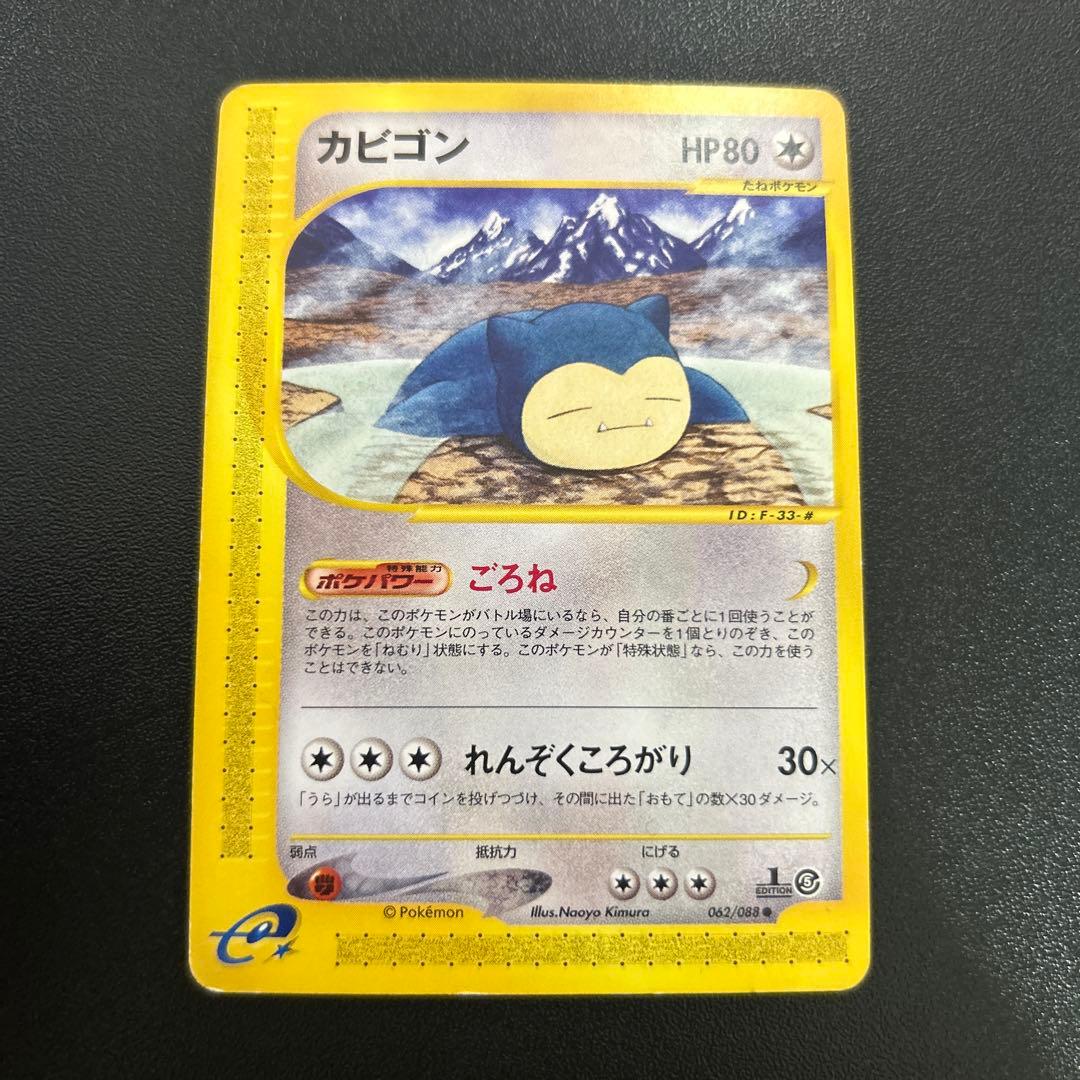 カビゴン HP80
たねポケモン
ID:F-33-#
特殊能力
ポケパワー ごろね
この力は、このポケモンがバトル場にいるなら、自分の番ごとに1回使うことが
できる。このポケモンにのっているダメージカウンターを1個とりのぞき、この
ポケモンを「ねむり」状態にする。このポケモンが「特殊状態」なら、この力を使う
ことはできない。
れんぞくころがり 30×
「うら」が出るまでコインを投げつづけ、その間に出た「おもて」の数×30ダメージ。
弱点 抵抗力 にげる
1 EDITION 5
© Pokémon Illus.Naoyo Kimura 062/088 ●
e